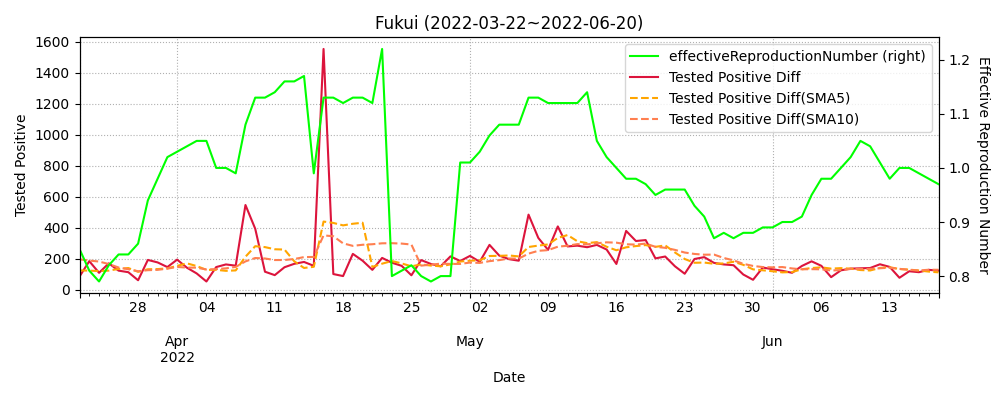 Fukui (2022-03-22~2022-06-20)
effectiveReproductionNumber (right)
Tested Positive Diff
Tested Positive Diff(SMA5)
Tested Positive Diff(SMA10)
Tested Positive
1600
1400
1200
1000
800
600
400
200
0
Effective Reproduction Number
1.2
1.1
1.0
0.9
0.8
28 04 11 18 25 02 09 16 23 30 06 13
Apr May Jun
2022
Date